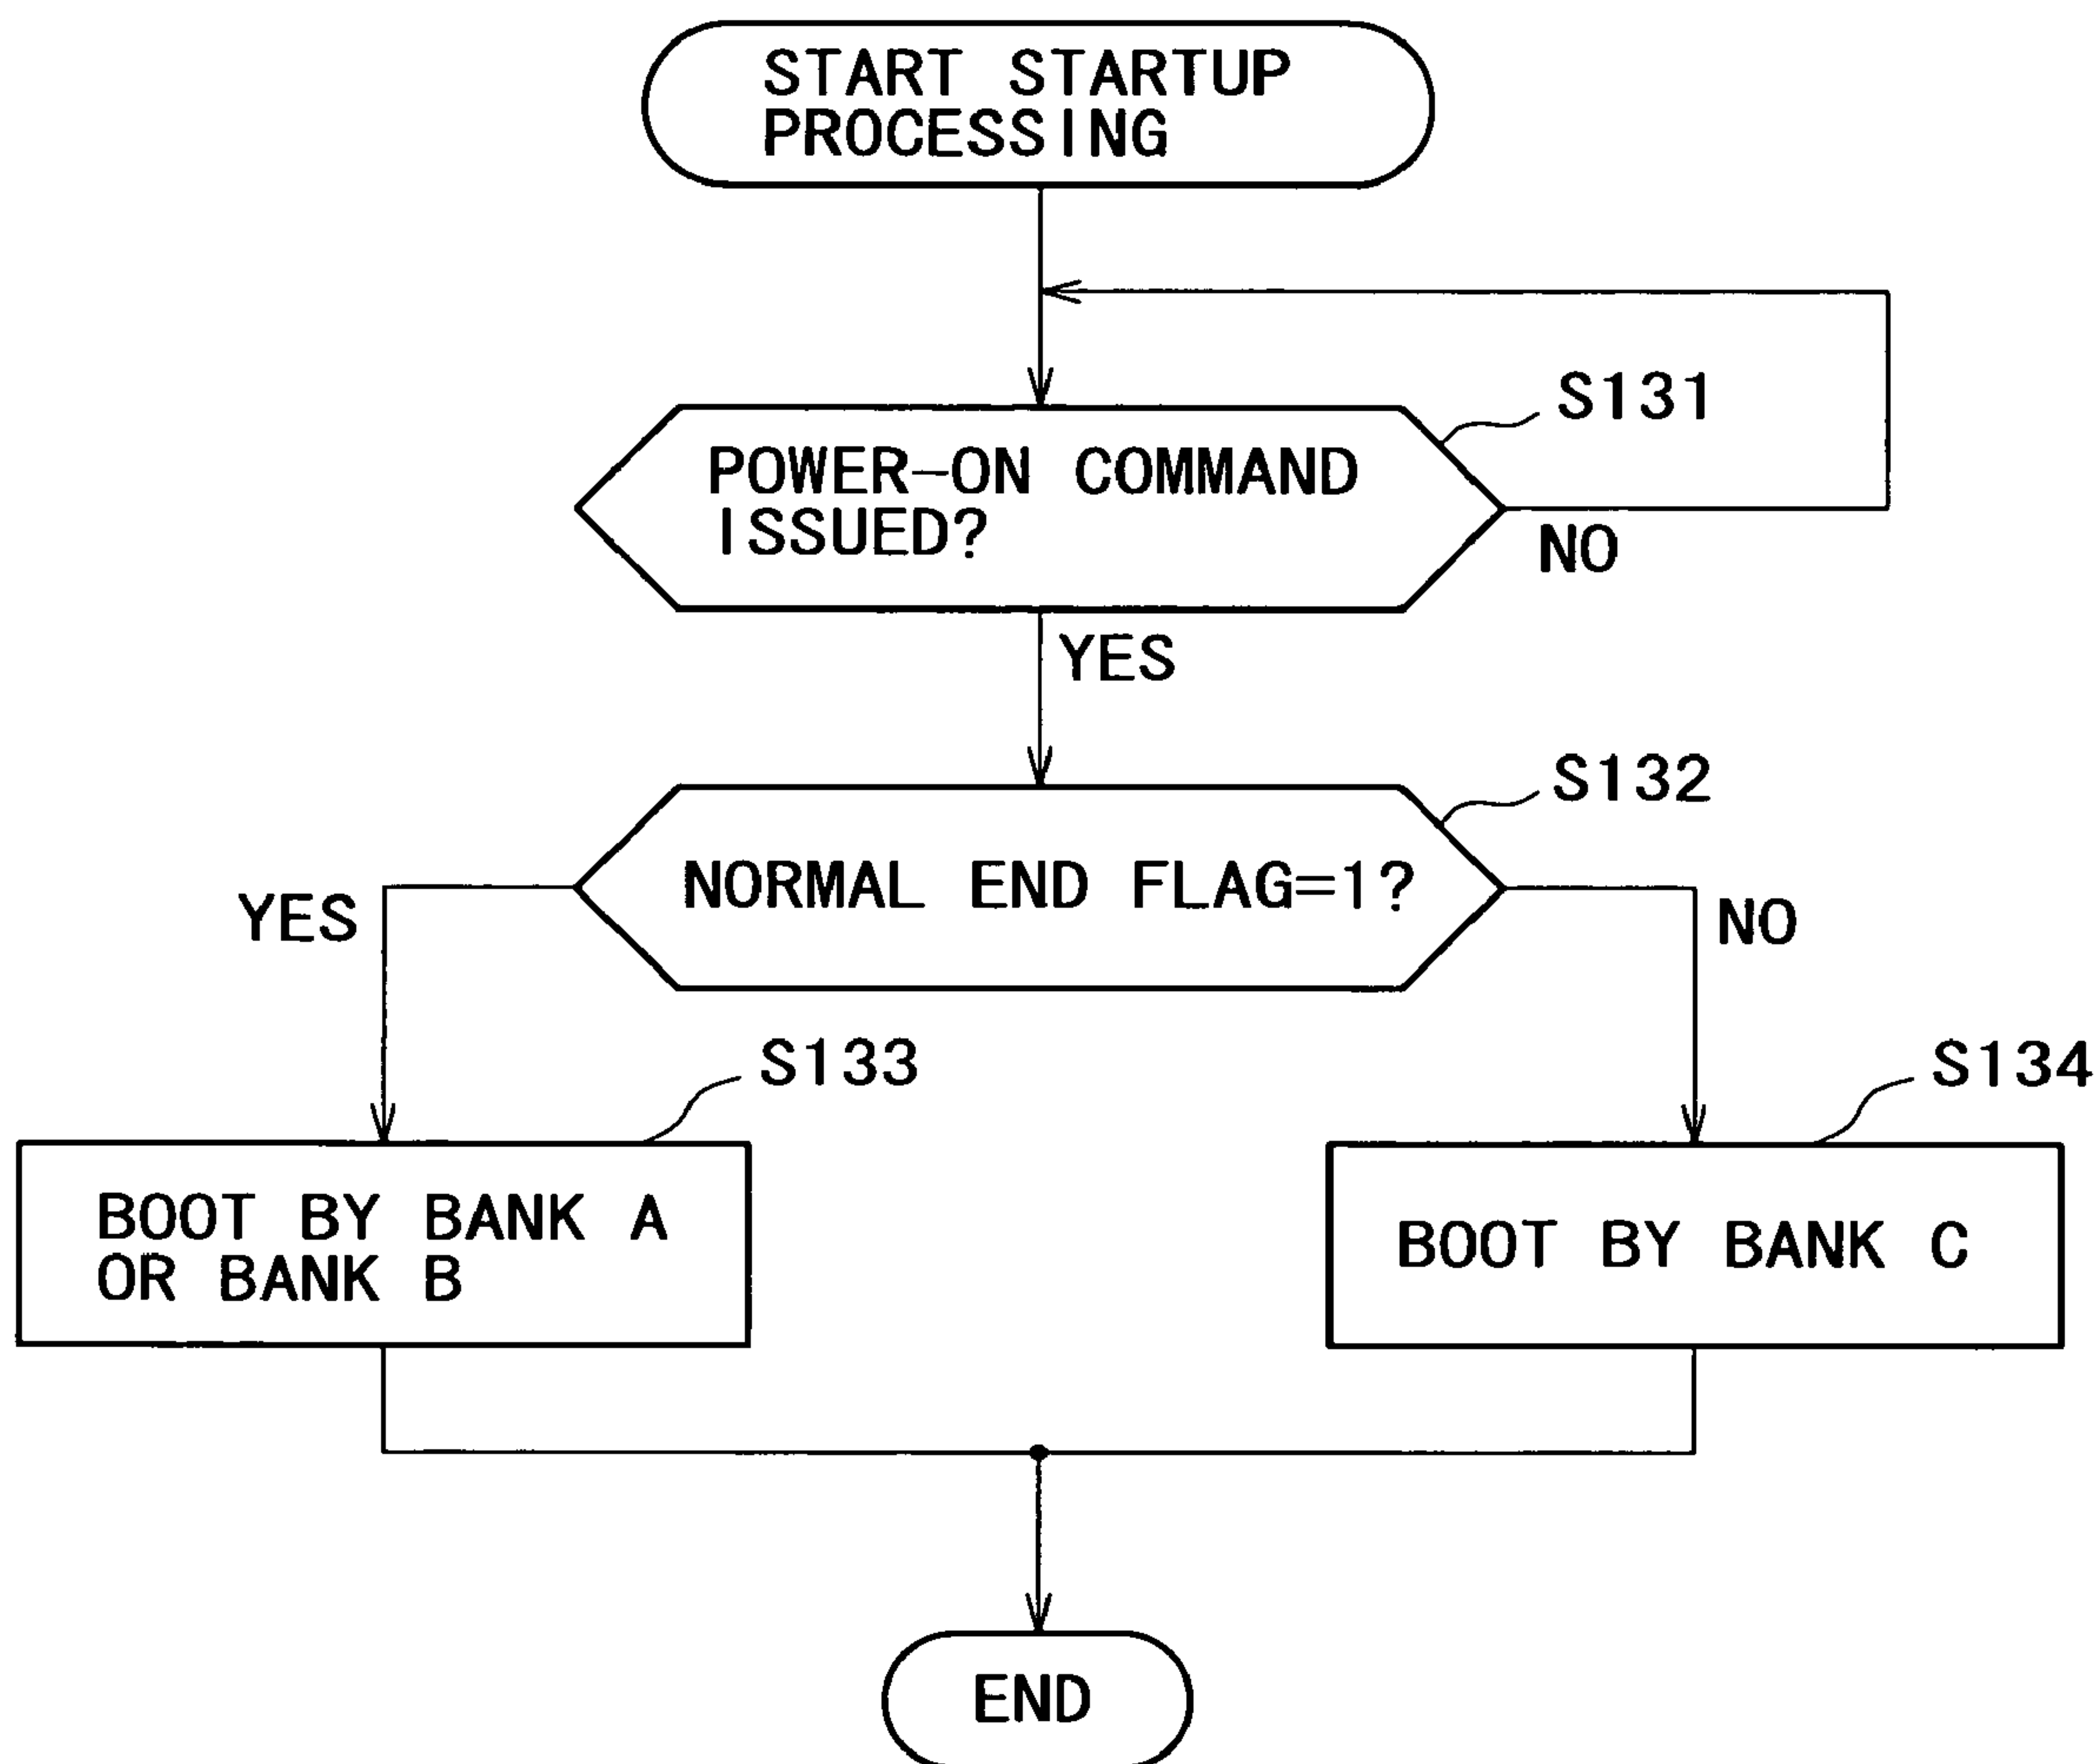 START STARTUP
PROCESSING
S131
POWER-ON COMMAND
ISSUED?
NO
YES
S132
NORMAL END FLAG=1?
YES
NO
S133
S134
BOOT BY BANK A
OR BANK B
BOOT BY BANK C
END